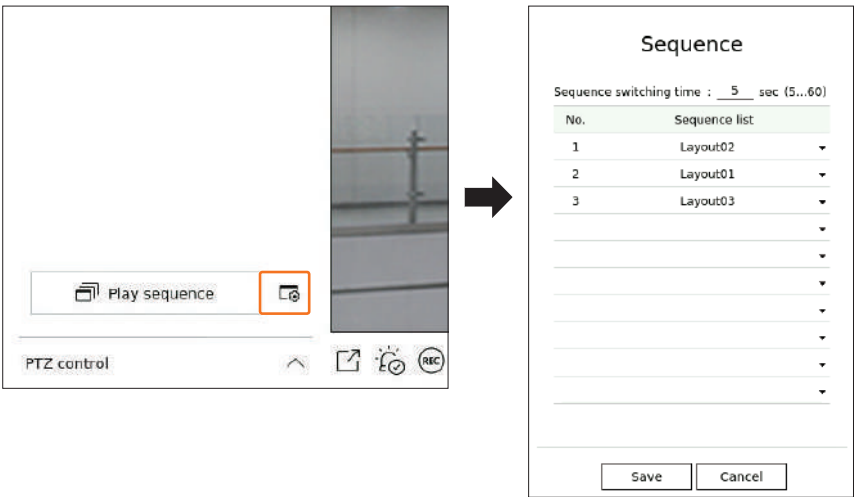 Play sequence
PTZ control
REC
Sequence
Sequence switching time : 5 sec (5...60)
No. Sequence list
1 Layout02
2 Layout01
3 Layout03
Save Cancel